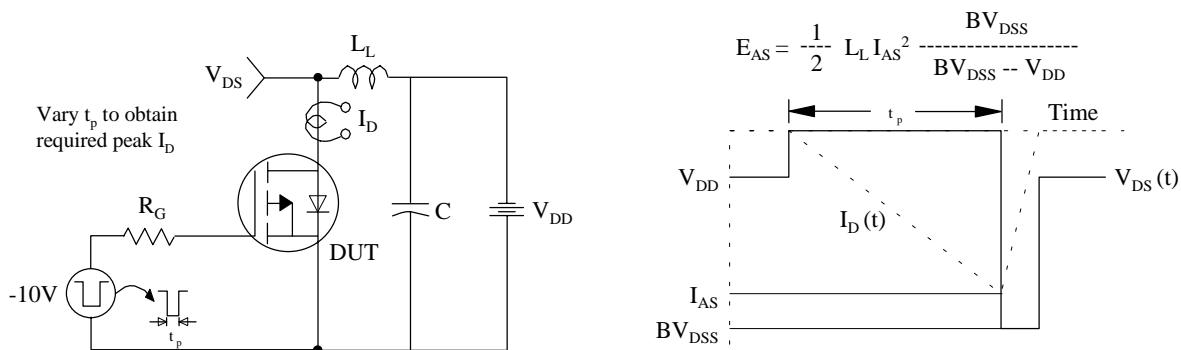 L_L
V_DS
I_D
Vary t_p to obtain
required peak I_D
R_G
C
V_DD
DUT
-10V
t_p
E_AS = 1/2 L_L I_AS^2 BV_DSS / BV_DSS -- V_DD
t_p
Time
V_DD
V_DS (t)
I_D (t)
I_AS
BV_DSS